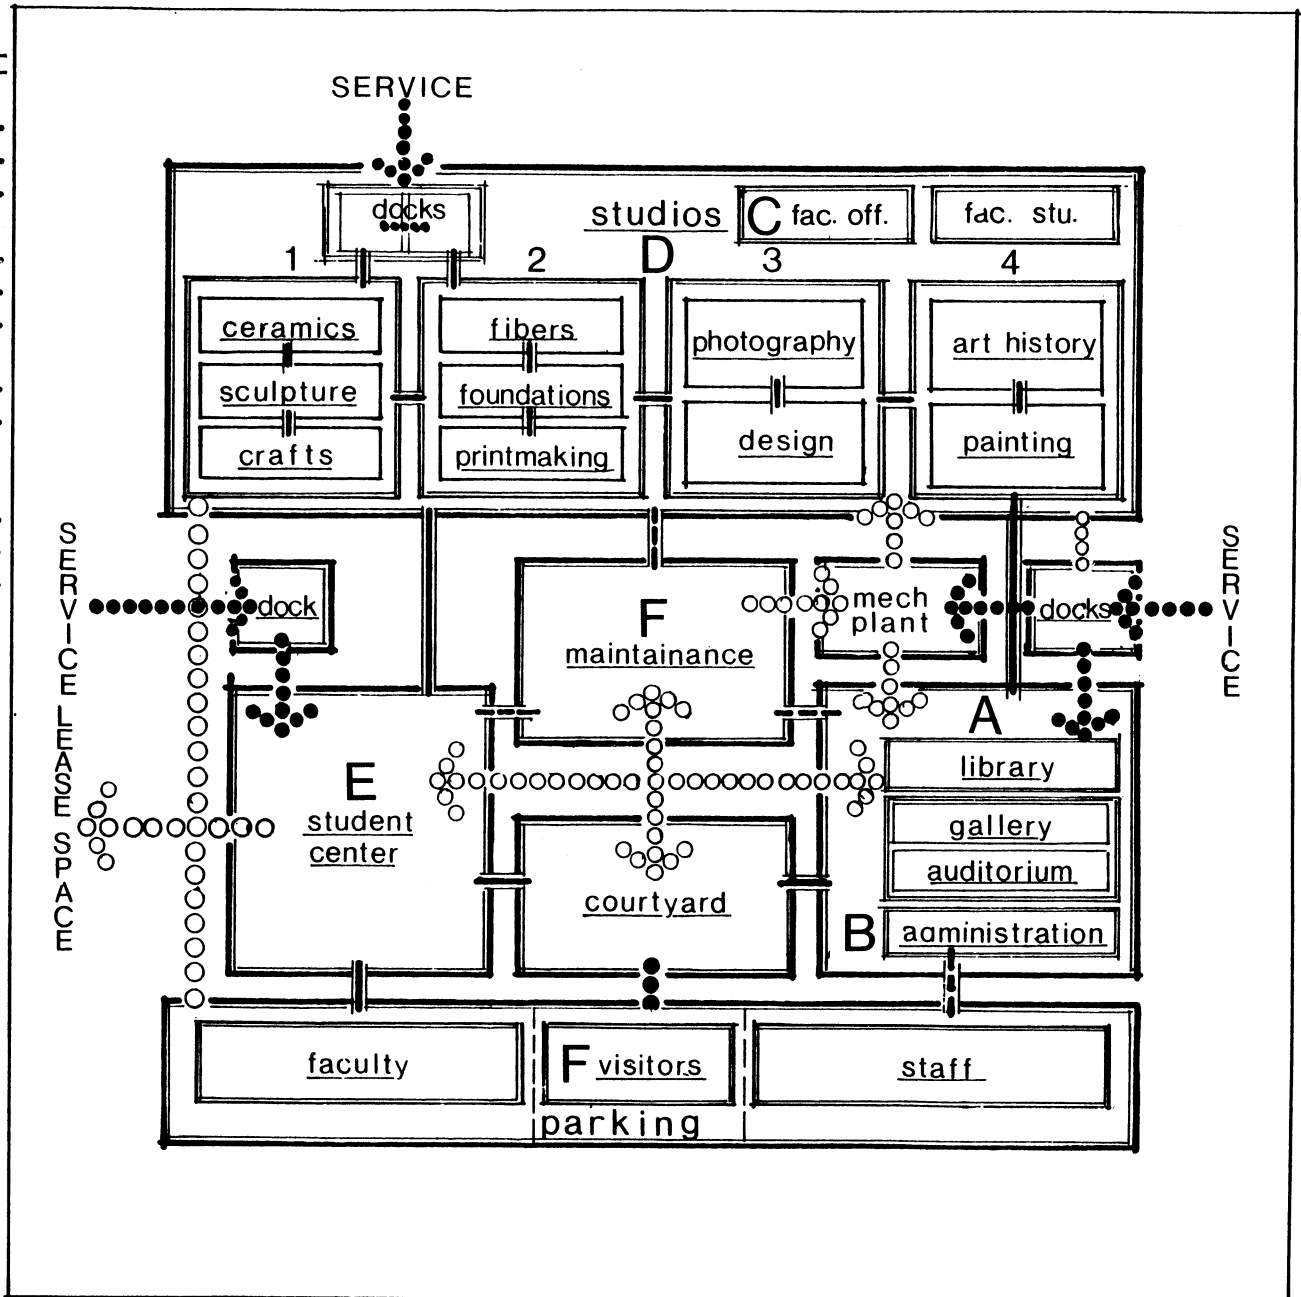 SERVICE
docks
studios
C fac. off.
fac. stu.
D
1
2
3
4
ceramics
sculpture
crafts
fibers
foundations
printmaking
photography
design
art history
painting
SERVICE LEASE SPACE
SERVICE
dock
F
maintainance
mech
plant
docks
A
library
gallery
auditorium
B administration
E
student
center
courtyard
faculty
F visitors
staff
parking